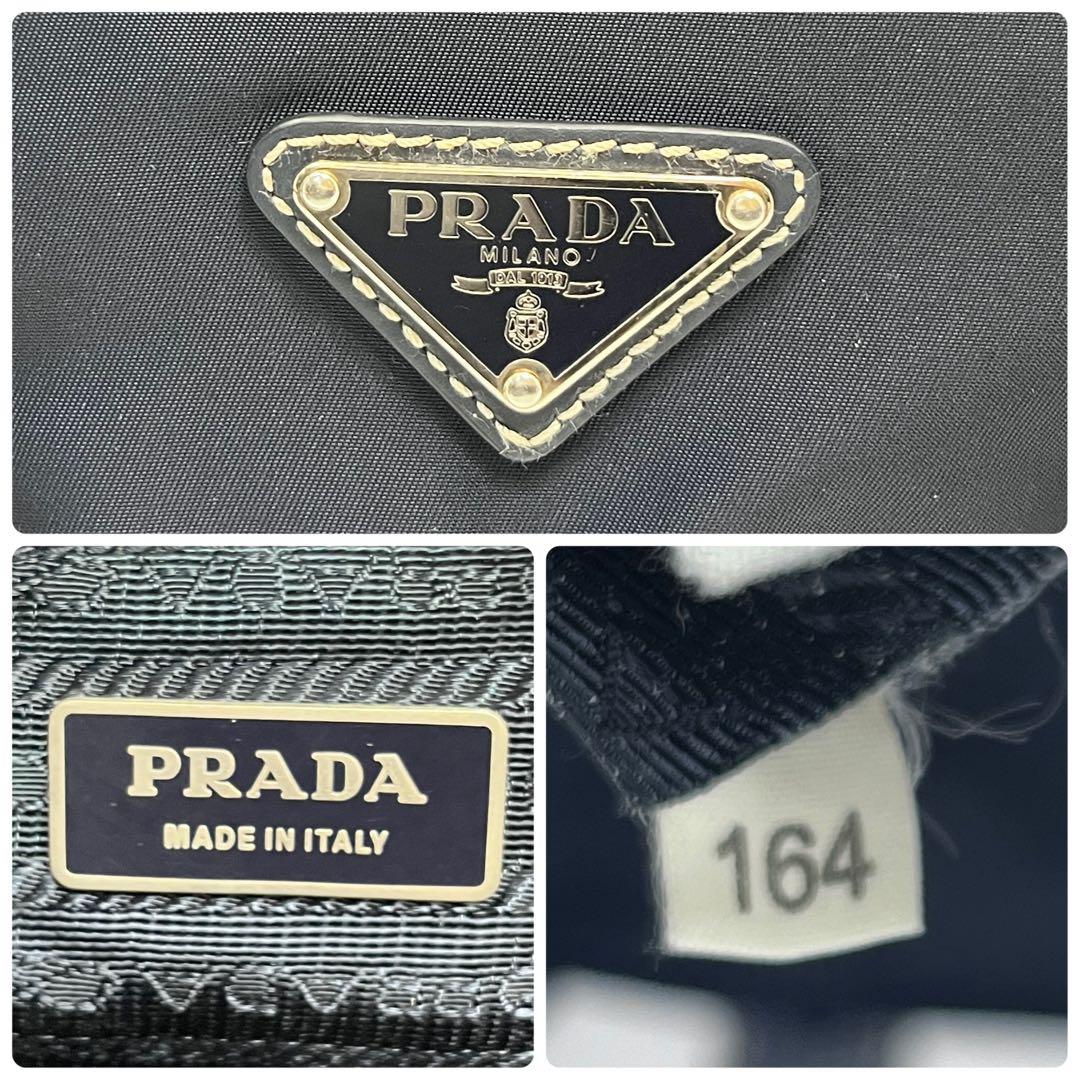 PRADA
MILANO
DAL 1913
PRADA
MADE IN ITALY
164